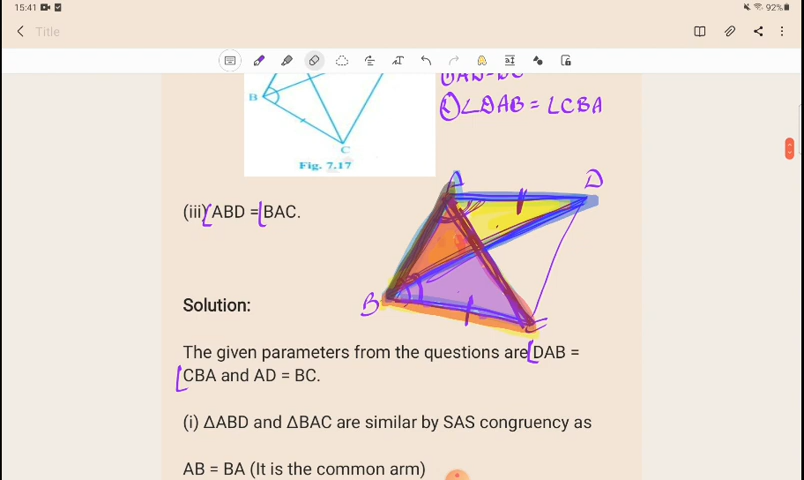 15:41
92%
Title
B
C
Fig. 7.17
②∠DAB = ∠CBA
A
D
(iii) ∠ABD = ∠BAC.
B
C
Solution:
The given parameters from the questions are ∠DAB =
∠CBA and AD = BC.
(i) ΔABD and ΔBAC are similar by SAS congruency as
AB = BA (It is the common arm)